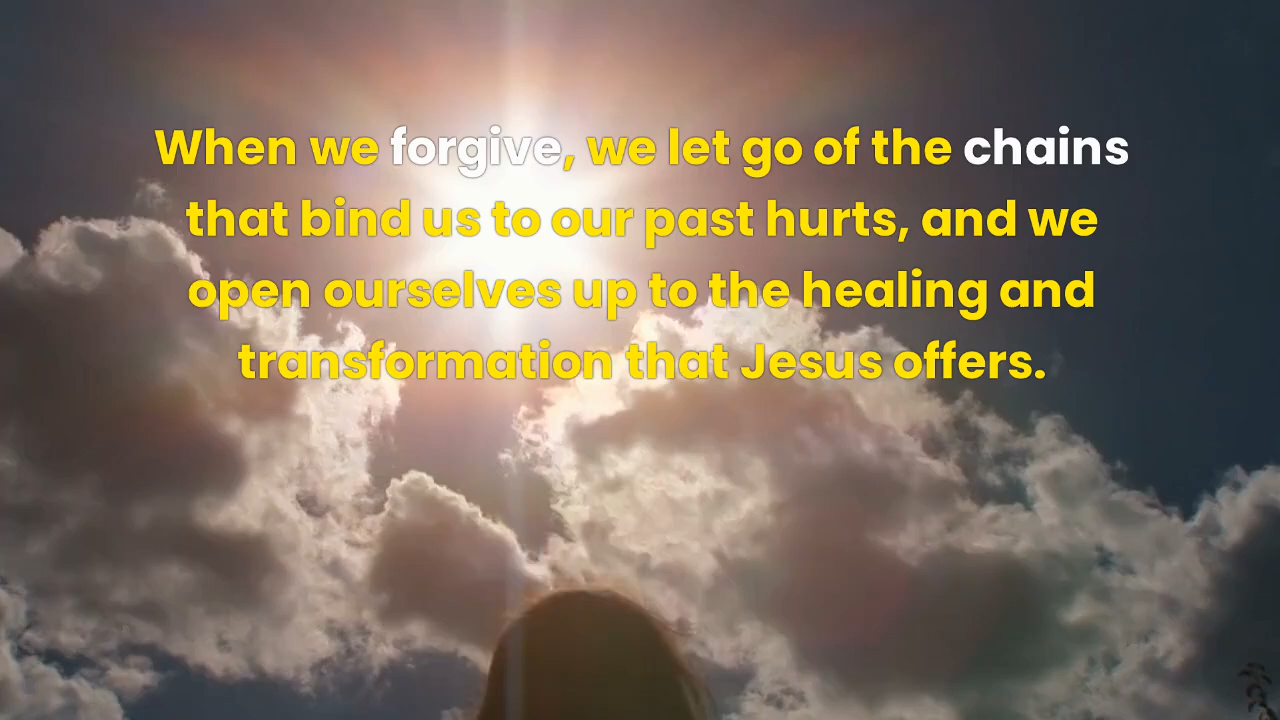 When we forgive, we let go of the chains
that bind us to our past hurts, and we
open ourselves up to the healing and
transformation that Jesus offers.